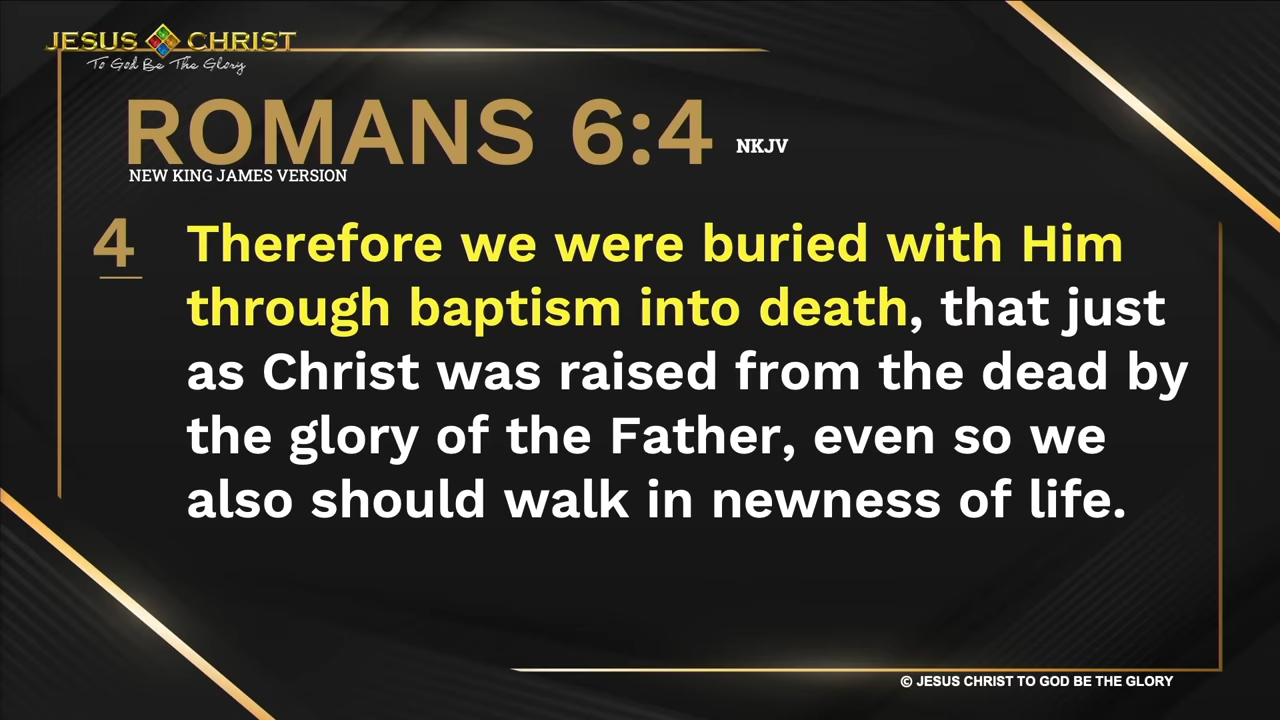 JESUS CHRIST
To God Be The Glory
ROMANS 6:4 NKJV
NEW KING JAMES VERSION
4 Therefore we were buried with Him
through baptism into death, that just
as Christ was raised from the dead by
the glory of the Father, even so we
also should walk in newness of life.
© JESUS CHRIST TO GOD BE THE GLORY